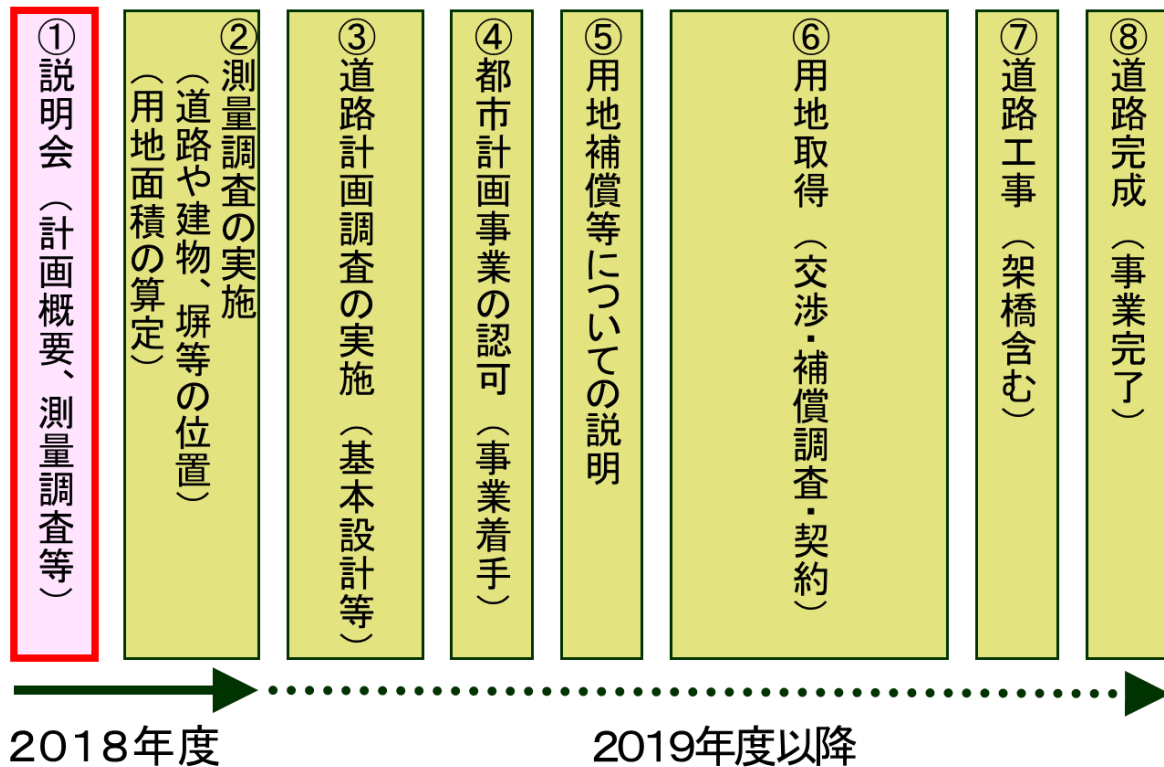 ①説明会（計画概要、測量調査等）
②測量調査の実施
（道路や建物、塀等の位置）
（用地面積の算定）
③道路計画調査の実施（基本設計等）
④都市計画事業の認可（事業着手）
⑤用地補償等についての説明
⑥用地取得（交渉・補償調査・契約）
⑦道路工事（架橋含む）
⑧道路完成（事業完了）
２０１８年度
2019年度以降